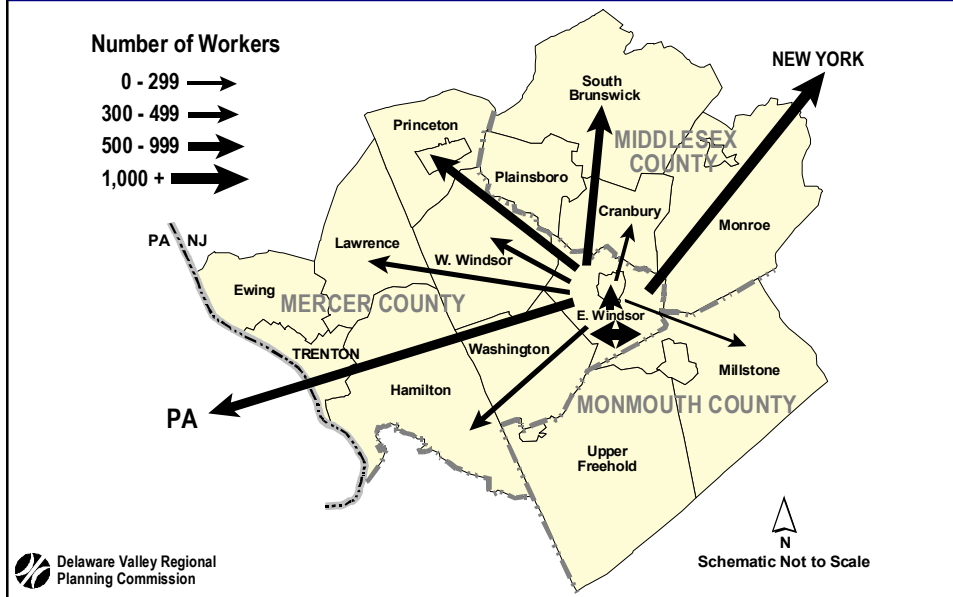 Number of Workers
0 - 299
300 - 499
500 - 999
1,000 +
NEW YORK
South
Brunswick
Princeton
MIDDLESEX
COUNTY
Plainsboro
Cranbury
Monroe
PA
NJ
Lawrence
W. Windsor
Ewing
MERCER COUNTY
E. Windsor
TRENTON
Washington
Millstone
Hamilton
PA
MONMOUTH COUNTY
Upper
Freehold
N
Schematic Not to Scale
Delaware Valley Regional
Planning Commission